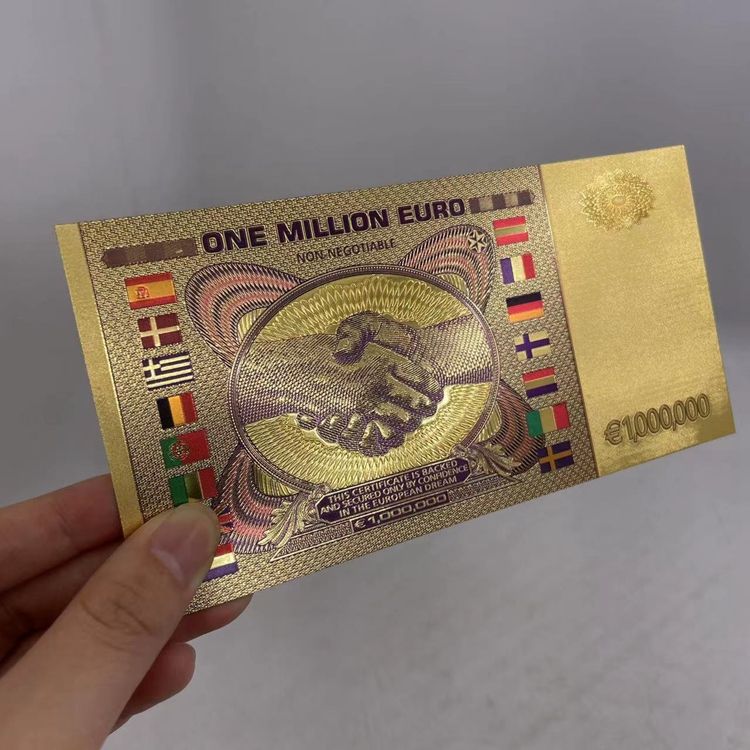 ONE MILLION EURO
NON-NEGOTIABLE
THIS CERTIFICATE IS BACKED
AND SECURED ONLY BY CONFIDENCE
IN THE EUROPEAN DREAM
€1,000,000
€1,000,000